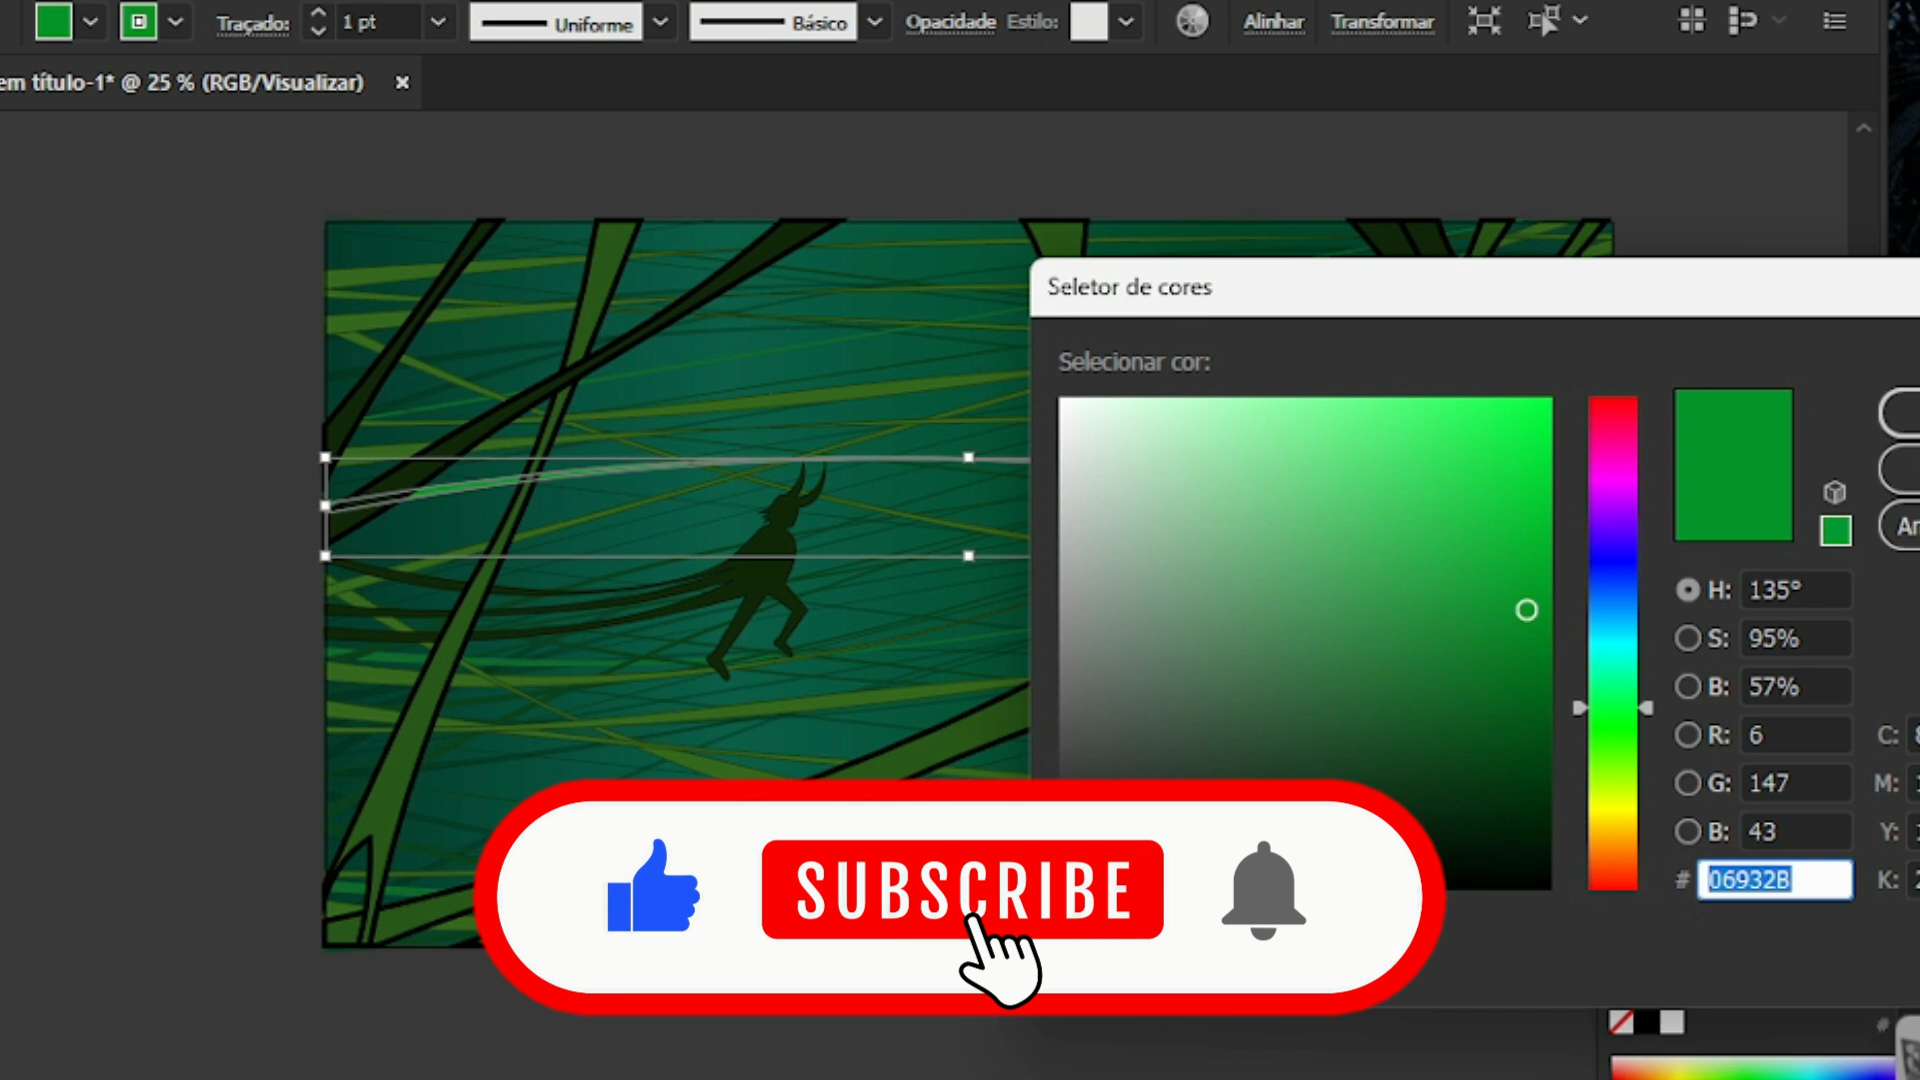 Traçado: 1 pt Uniforme Básico Opacidade Estilo: Alinhar Transformar
em título-1* @ 25 % (RGB/Visualizar) ×
Seletor de cores
Selecionar cor:
H: 135°
S: 95%
B: 57%
R: 6 C:
G: 147 M:
B: 43 Y:
# 06932B K:
SUBSCRIBE
#